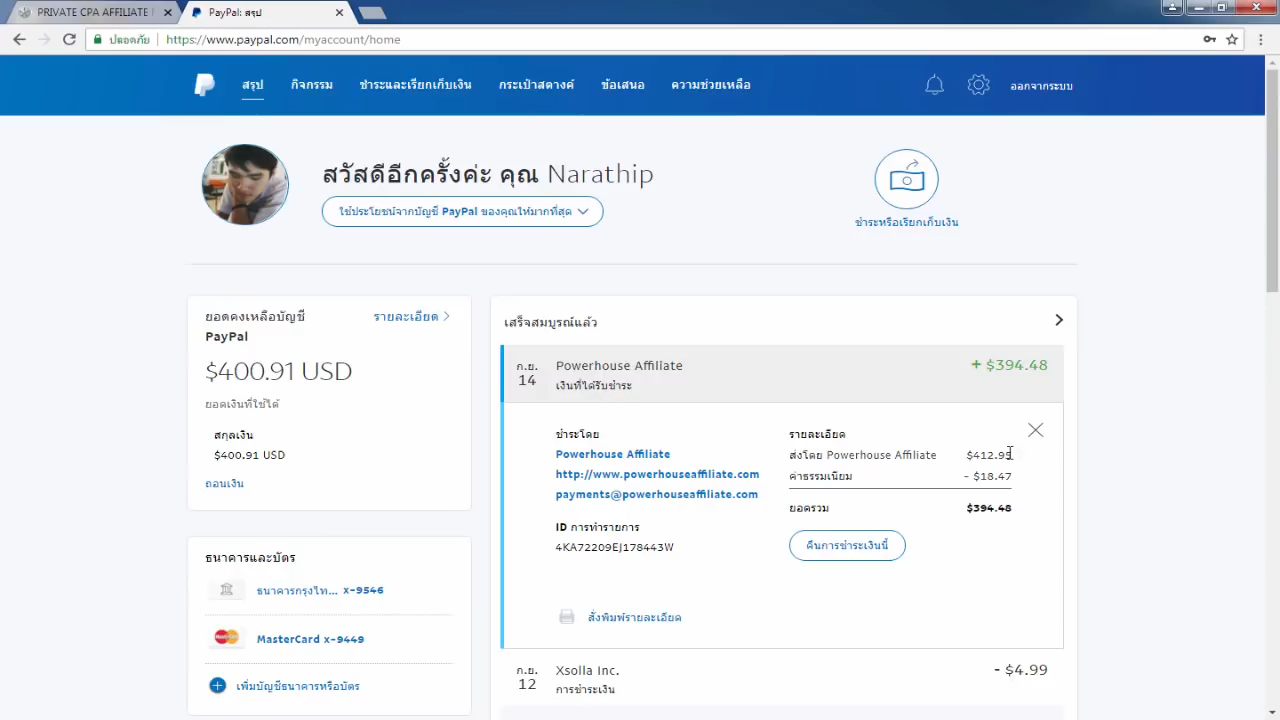 PRIVATE CPA AFFILIATE
PayPal: สรุป
ปลอดภัย
https://www.paypal.com/myaccount/home
สรุป
กิจกรรม
ชำระและเรียกเก็บเงิน
กระเป๋าสตางค์
ข้อเสนอ
ความช่วยเหลือ
ออกจากระบบ
สวัสดีอีกครั้งค่ะ คุณ Narathip
ใช้ประโยชน์จากบัญชี PayPal ของคุณให้มากที่สุด
ชำระหรือเรียกเก็บเงิน
ยอดคงเหลือบัญชี
PayPal
รายละเอียด
$400.91 USD
ยอดเงินที่ใช้ได้
สกุลเงิน
$400.91 USD
ถอนเงิน
ธนาคารและบัตร
ธนาคารกรุงไท... x-9546
MasterCard x-9449
เพิ่มบัญชีธนาคารหรือบัตร
เสร็จสมบูรณ์แล้ว
ก.ย.
14
Powerhouse Affiliate
เงินที่ได้รับชำระ
+ $394.48
ชำระโดย
Powerhouse Affiliate
http://www.powerhouseaffiliate.com
payments@powerhouseaffiliate.com
ID การทำรายการ
4KA72209EJ178443W
สั่งพิมพ์รายละเอียด
รายละเอียด
ส่งโดย Powerhouse Affiliate $412.95
ค่าธรรมเนียม - $18.47
ยอดรวม $394.48
คืนการชำระเงินนี้
ก.ย.
12
Xsolla Inc.
การชำระเงิน
- $4.99